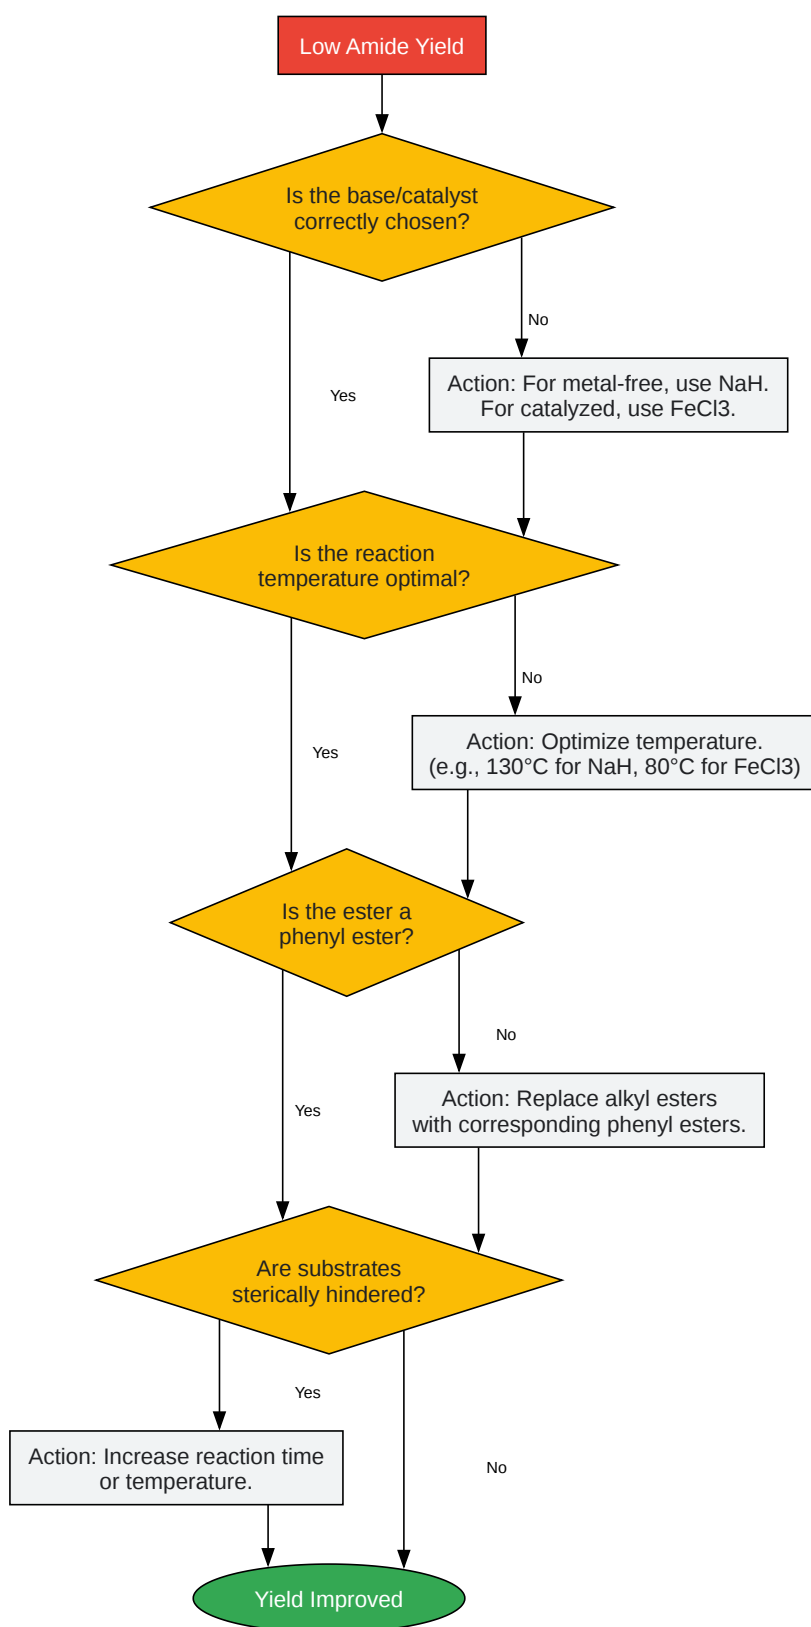 Low Amide Yield
Is the base/catalyst
correctly chosen?
No
Action: For metal-free, use NaH.
For catalyzed, use FeCl3.
Yes
Is the reaction
temperature optimal?
No
Action: Optimize temperature.
(e.g., 130°C for NaH, 80°C for FeCl3)
Yes
Is the ester a
phenyl ester?
No
Action: Replace alkyl esters
with corresponding phenyl esters.
Yes
Are substrates
sterically hindered?
Yes
Action: Increase reaction time
or temperature.
No
Yield Improved